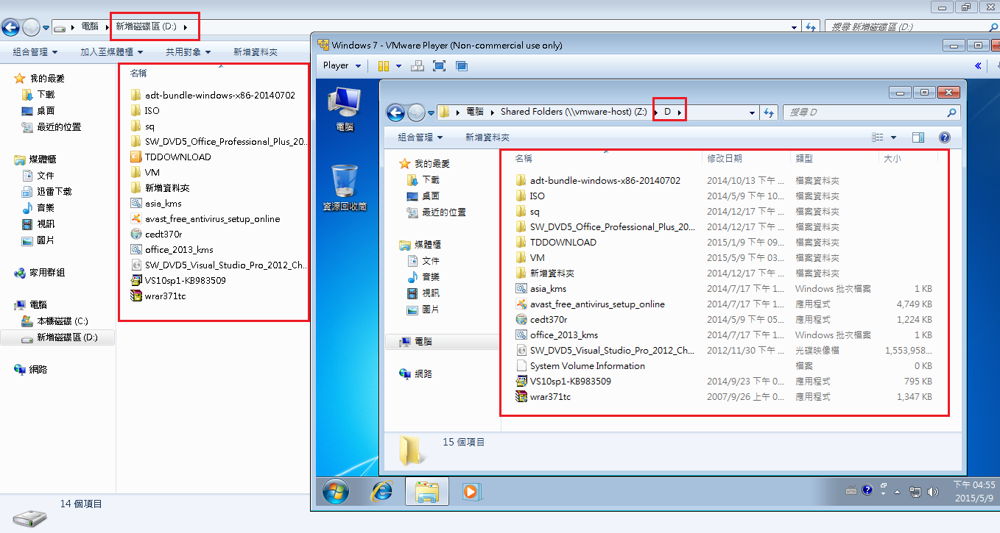 電腦 新增磁碟區 (D:)
搜尋 新增磁碟區 (D:)
組合管理 加入至媒體櫃 共用對象 新增資料夾
我的最愛
下載
桌面
最近的位置
媒體櫃
文件
迅雷下載
音樂
視訊
圖片
家用群組
電腦
本機磁碟 (C:)
新增磁碟區 (D:)
網路
名稱
adt-bundle-windows-x86-20140702
ISO
sq
SW_DVD5_Office_Professional_Plus_20...
TDDOWNLOAD
VM
新增資料夾
asia_kms
avast_free_antivirus_setup_online
cedt370r
office_2013_kms
SW_DVD5_Visual_Studio_Pro_2012_Ch...
VS10sp1-KB983509
wrar371tc
14 個項目
Windows 7 - VMware Player (Non-commercial use only)
Player
電腦
資源回收筒
電腦 Shared Folders (\\vmware-host) (Z:) D
搜尋 D
組合管理 新增資料夾
我的最愛
下載
桌面
最近的位置
媒體櫃
文件
音樂
視訊
圖片
電腦
網路
名稱 修改日期 類型 大小
adt-bundle-windows-x86-20140702 2014/10/13 下午 ... 檔案資料夾
ISO 2014/5/9 下午 10... 檔案資料夾
sq 2014/12/17 下午 ... 檔案資料夾
SW_DVD5_Office_Professional_Plus_20... 2014/12/17 下午 ... 檔案資料夾
TDDOWNLOAD 2015/1/9 下午 09... 檔案資料夾
VM 2015/5/9 下午 03... 檔案資料夾
新增資料夾 2014/12/17 下午 ... 檔案資料夾
asia_kms 2014/7/17 下午 1... Windows 批次檔案 1 KB
avast_free_antivirus_setup_online 2014/7/17 下午 1... 應用程式 4,749 KB
cedt370r 2014/5/9 下午 05... 應用程式 1,224 KB
office_2013_kms 2014/7/17 下午 1... Windows 批次檔案 1 KB
SW_DVD5_Visual_Studio_Pro_2012_Ch... 2012/11/30 下午 ... 光碟映像檔 1,553,958...
System Volume Information 檔案 0 KB
VS10sp1-KB983509 2014/9/23 下午 0... 應用程式 795 KB
wrar371tc 2007/9/26 上午 0... 應用程式 1,347 KB
15 個項目
下午 04:55
2015/5/9